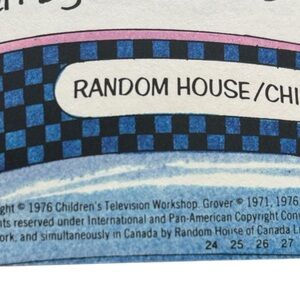 RANDOM HOUSE/CHI
ght © 1976 Children's Television Workshop. Grover © 1971, 1976
ts reserved under International and Pan-American Copyright Conv
ork, and simultaneously in Canada by Random House of Canada Li
24 25 26 27